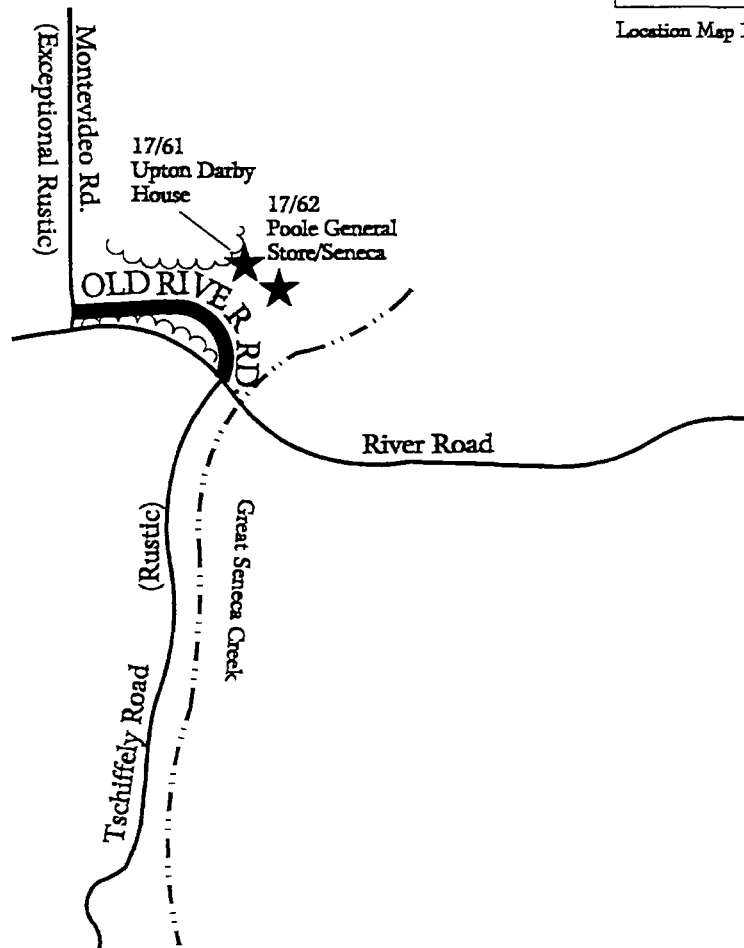 Location Map
Montevideo Rd.
(Exceptional Rustic)
17/61
Upton Darby
House
17/62
Poole General
Store/Seneca
OLD RIVER RD
River Road
(Rustic)
Great Seneca Creek
Tschiffely Road